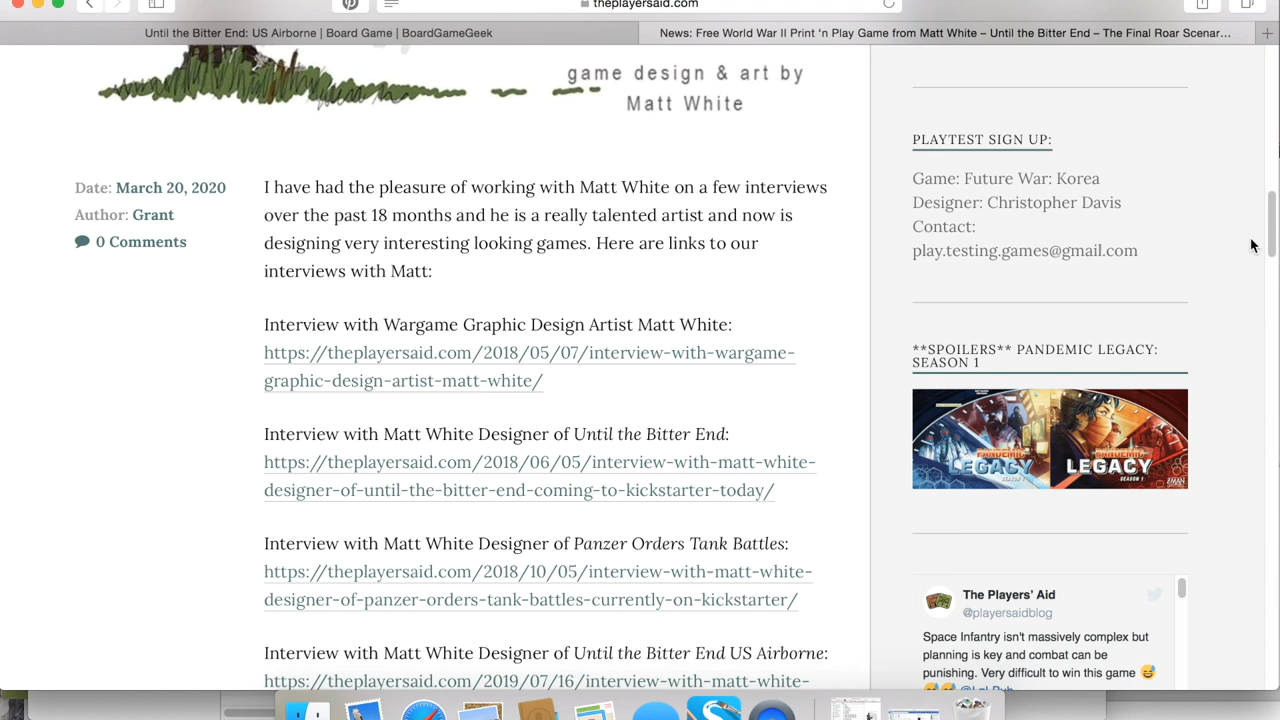 theplayersaid.com
Until the Bitter End: US Airborne | Board Game | BoardGameGeek
News: Free World War II Print 'n Play Game from Matt White – Until the Bitter End – The Final Roar Scenar...
game design & art by
Matt White
Date: March 20, 2020
Author: Grant
0 Comments
I have had the pleasure of working with Matt White on a few interviews
over the past 18 months and he is a really talented artist and now is
designing very interesting looking games. Here are links to our
interviews with Matt:
Interview with Wargame Graphic Design Artist Matt White:
https://theplayersaid.com/2018/05/07/interview-with-wargame-
graphic-design-artist-matt-white/
Interview with Matt White Designer of Until the Bitter End:
https://theplayersaid.com/2018/06/05/interview-with-matt-white-
designer-of-until-the-bitter-end-coming-to-kickstarter-today/
Interview with Matt White Designer of Panzer Orders Tank Battles:
https://theplayersaid.com/2018/10/05/interview-with-matt-white-
designer-of-panzer-orders-tank-battles-currently-on-kickstarter/
Interview with Matt White Designer of Until the Bitter End US Airborne:
https://theplayersaid.com/2019/07/16/interview-with-matt-white-
PLAYTEST SIGN UP:
Game: Future War: Korea
Designer: Christopher Davis
Contact:
play.testing.games@gmail.com
**SPOILERS** PANDEMIC LEGACY:
SEASON 1
PANDEMIC
LEGACY
SEASON 1
PANDEMIC
LEGACY
SEASON 1
The Players' Aid
@playersaidblog
Space Infantry isn't massively complex but
planning is key and combat can be
punishing. Very difficult to win this game 😅
😅😅